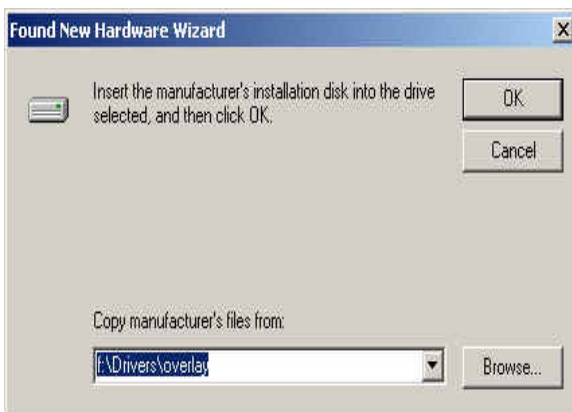 Found New Hardware Wizard
Insert the manufacturer's installation disk into the drive
selected, and then click OK.
OK
Cancel
Copy manufacturer's files from:
f:\Drivers\overlay
Browse...